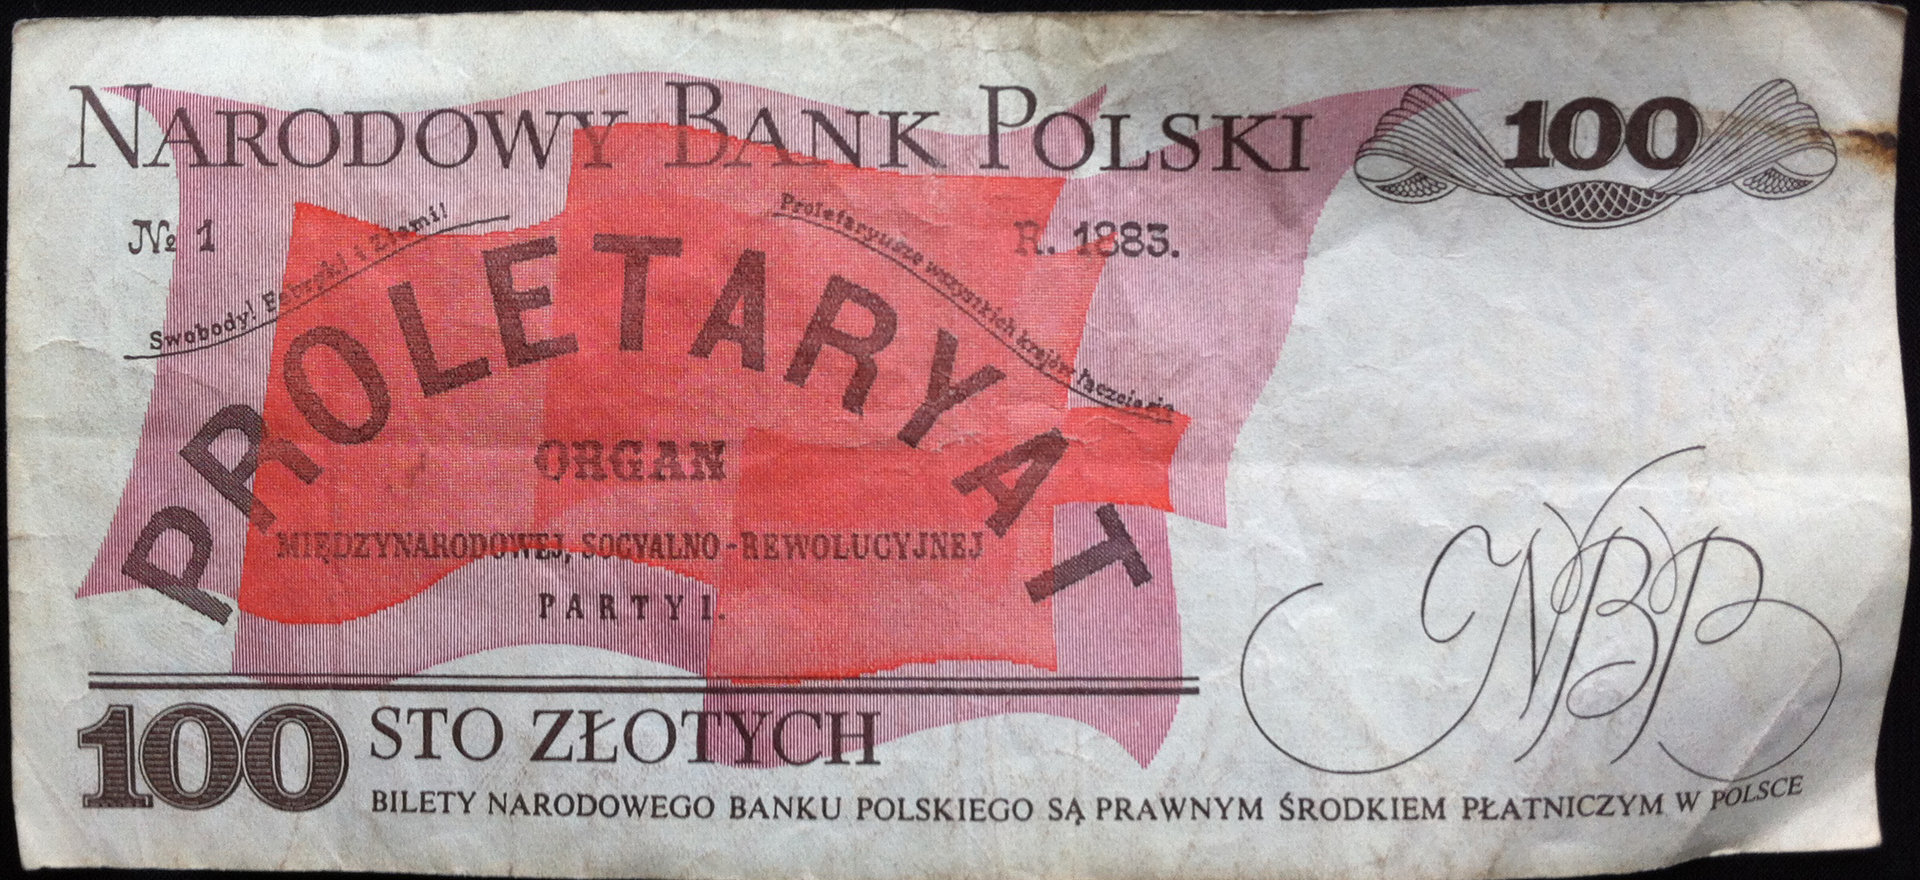 NARODOWY BANK POLSKI
100
№ 1
Swobody! Fabryki i Ziemi!
Proletaryusze wszystkich krajów łączcie się
R. 1883.
PROLETARYAT
ORGAN
MIĘDZYNARODOWEJ, SOCYALNO-REWOLUCYJNEJ
PARTYI.
NBP
100 STO ZŁOTYCH
BILETY NARODOWEGO BANKU POLSKIEGO SĄ PRAWNYM ŚRODKIEM PŁATNICZYM W POLSCE